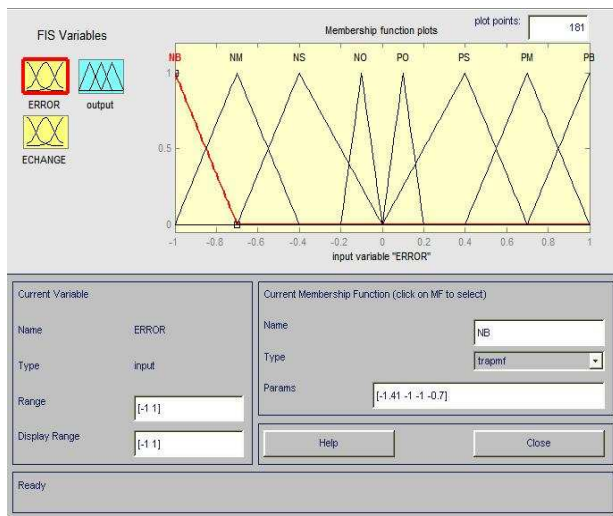 FIS Variables
Membership function plots
plot points:
181
ERROR
output
ECHANGE
NB NM NS NO PO PS PM PB
1
0.5
0
-1 -0.8 -0.6 -0.4 -0.2 0 0.2 0.4 0.6 0.8 1
input variable "ERROR"
Current Variable
Name ERROR
Type input
Range [-1 1]
Display Range [-1 1]
Current Membership Function (click on MF to select)
Name NB
Type trapmf
Params [-1.41 -1 -1 -0.7]
Help Close
Ready